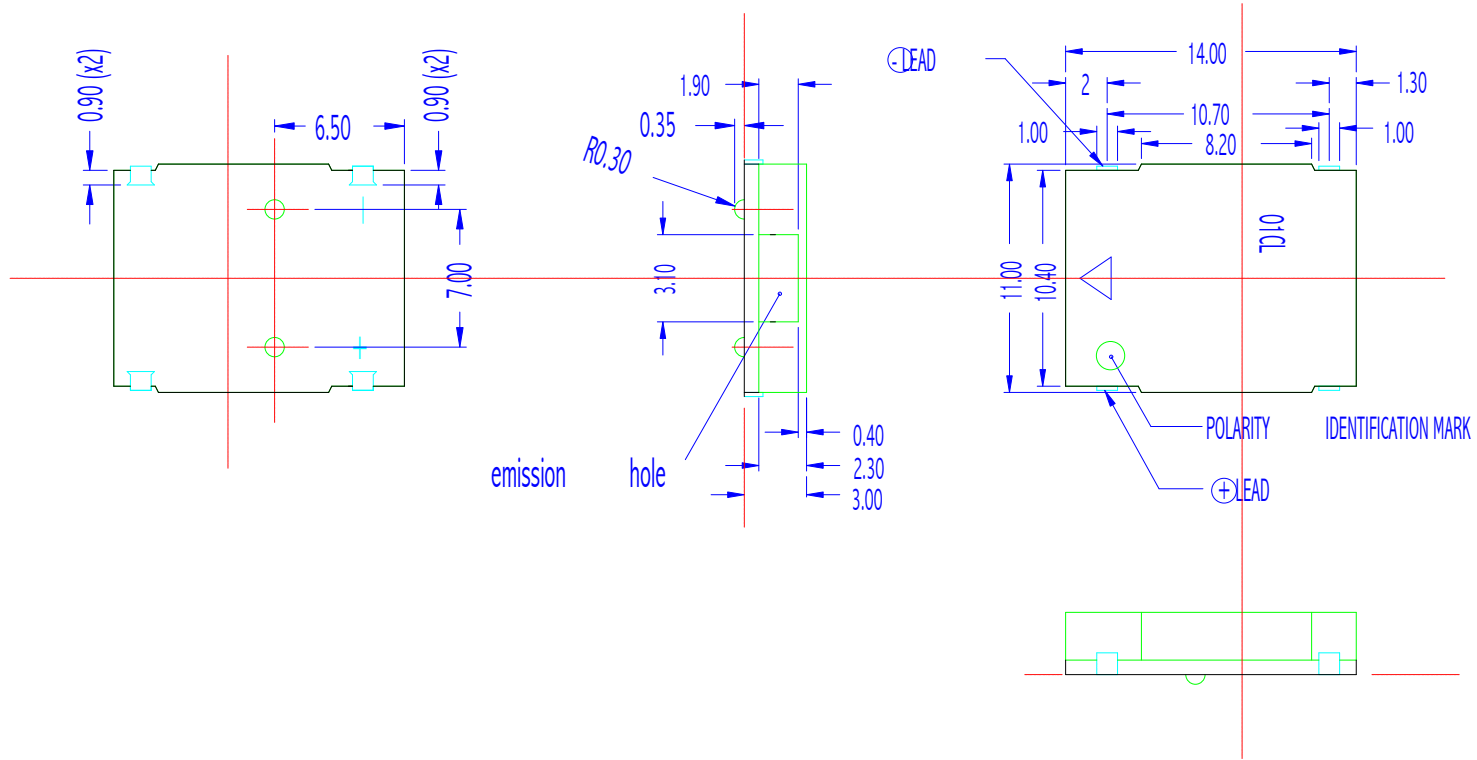 0.90 (x2)
0.90 (x2)
6.50
7.00
1.90
0.35
R0.30
3.10
emission hole
0.40
2.30
3.00
- LEAD
14.00
2
1.30
10.70
1.00
8.20
1.00
01CL
11.00
10.40
POLARITY IDENTIFICATION MARK
+ LEAD